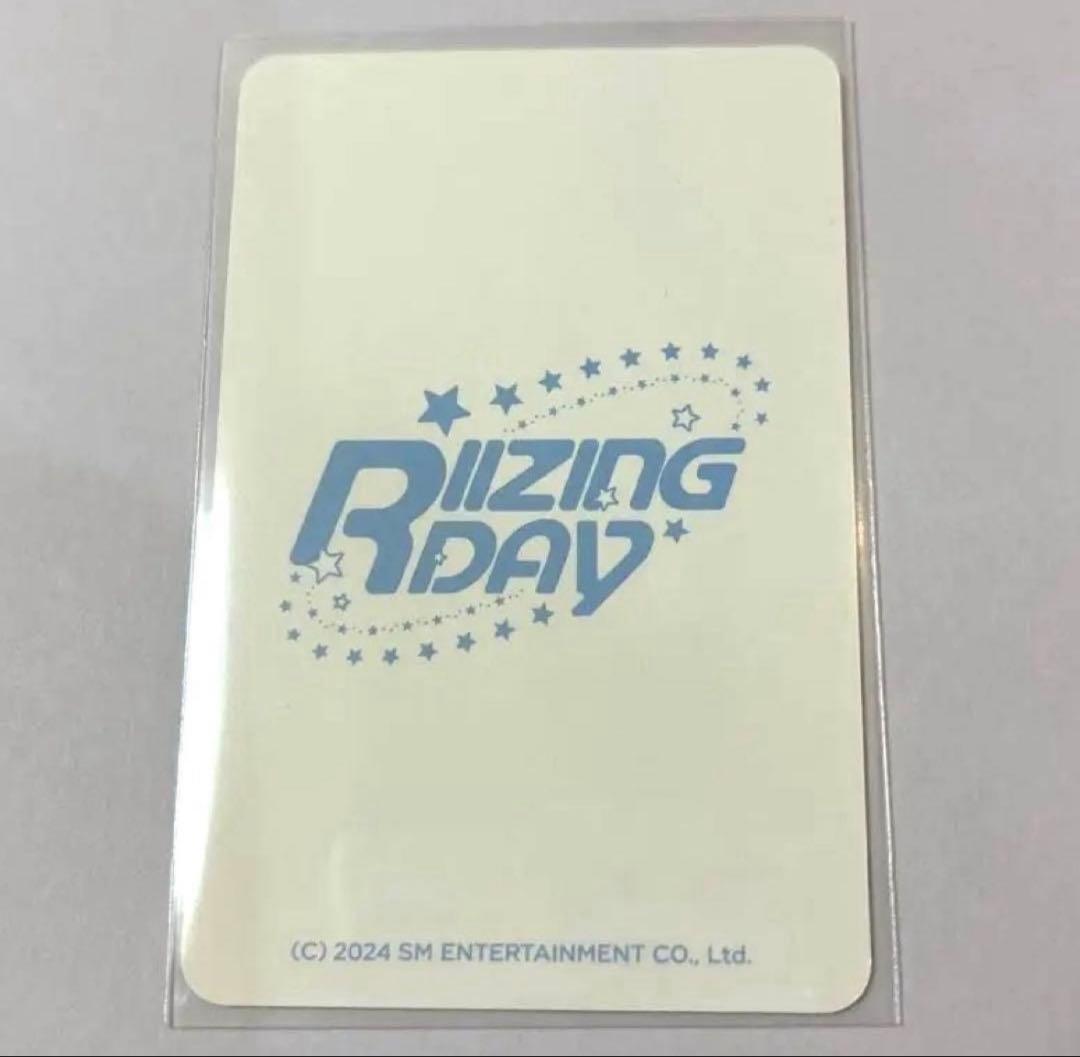 RIIZING
DAY
(C) 2024 SM ENTERTAINMENT CO., Ltd.